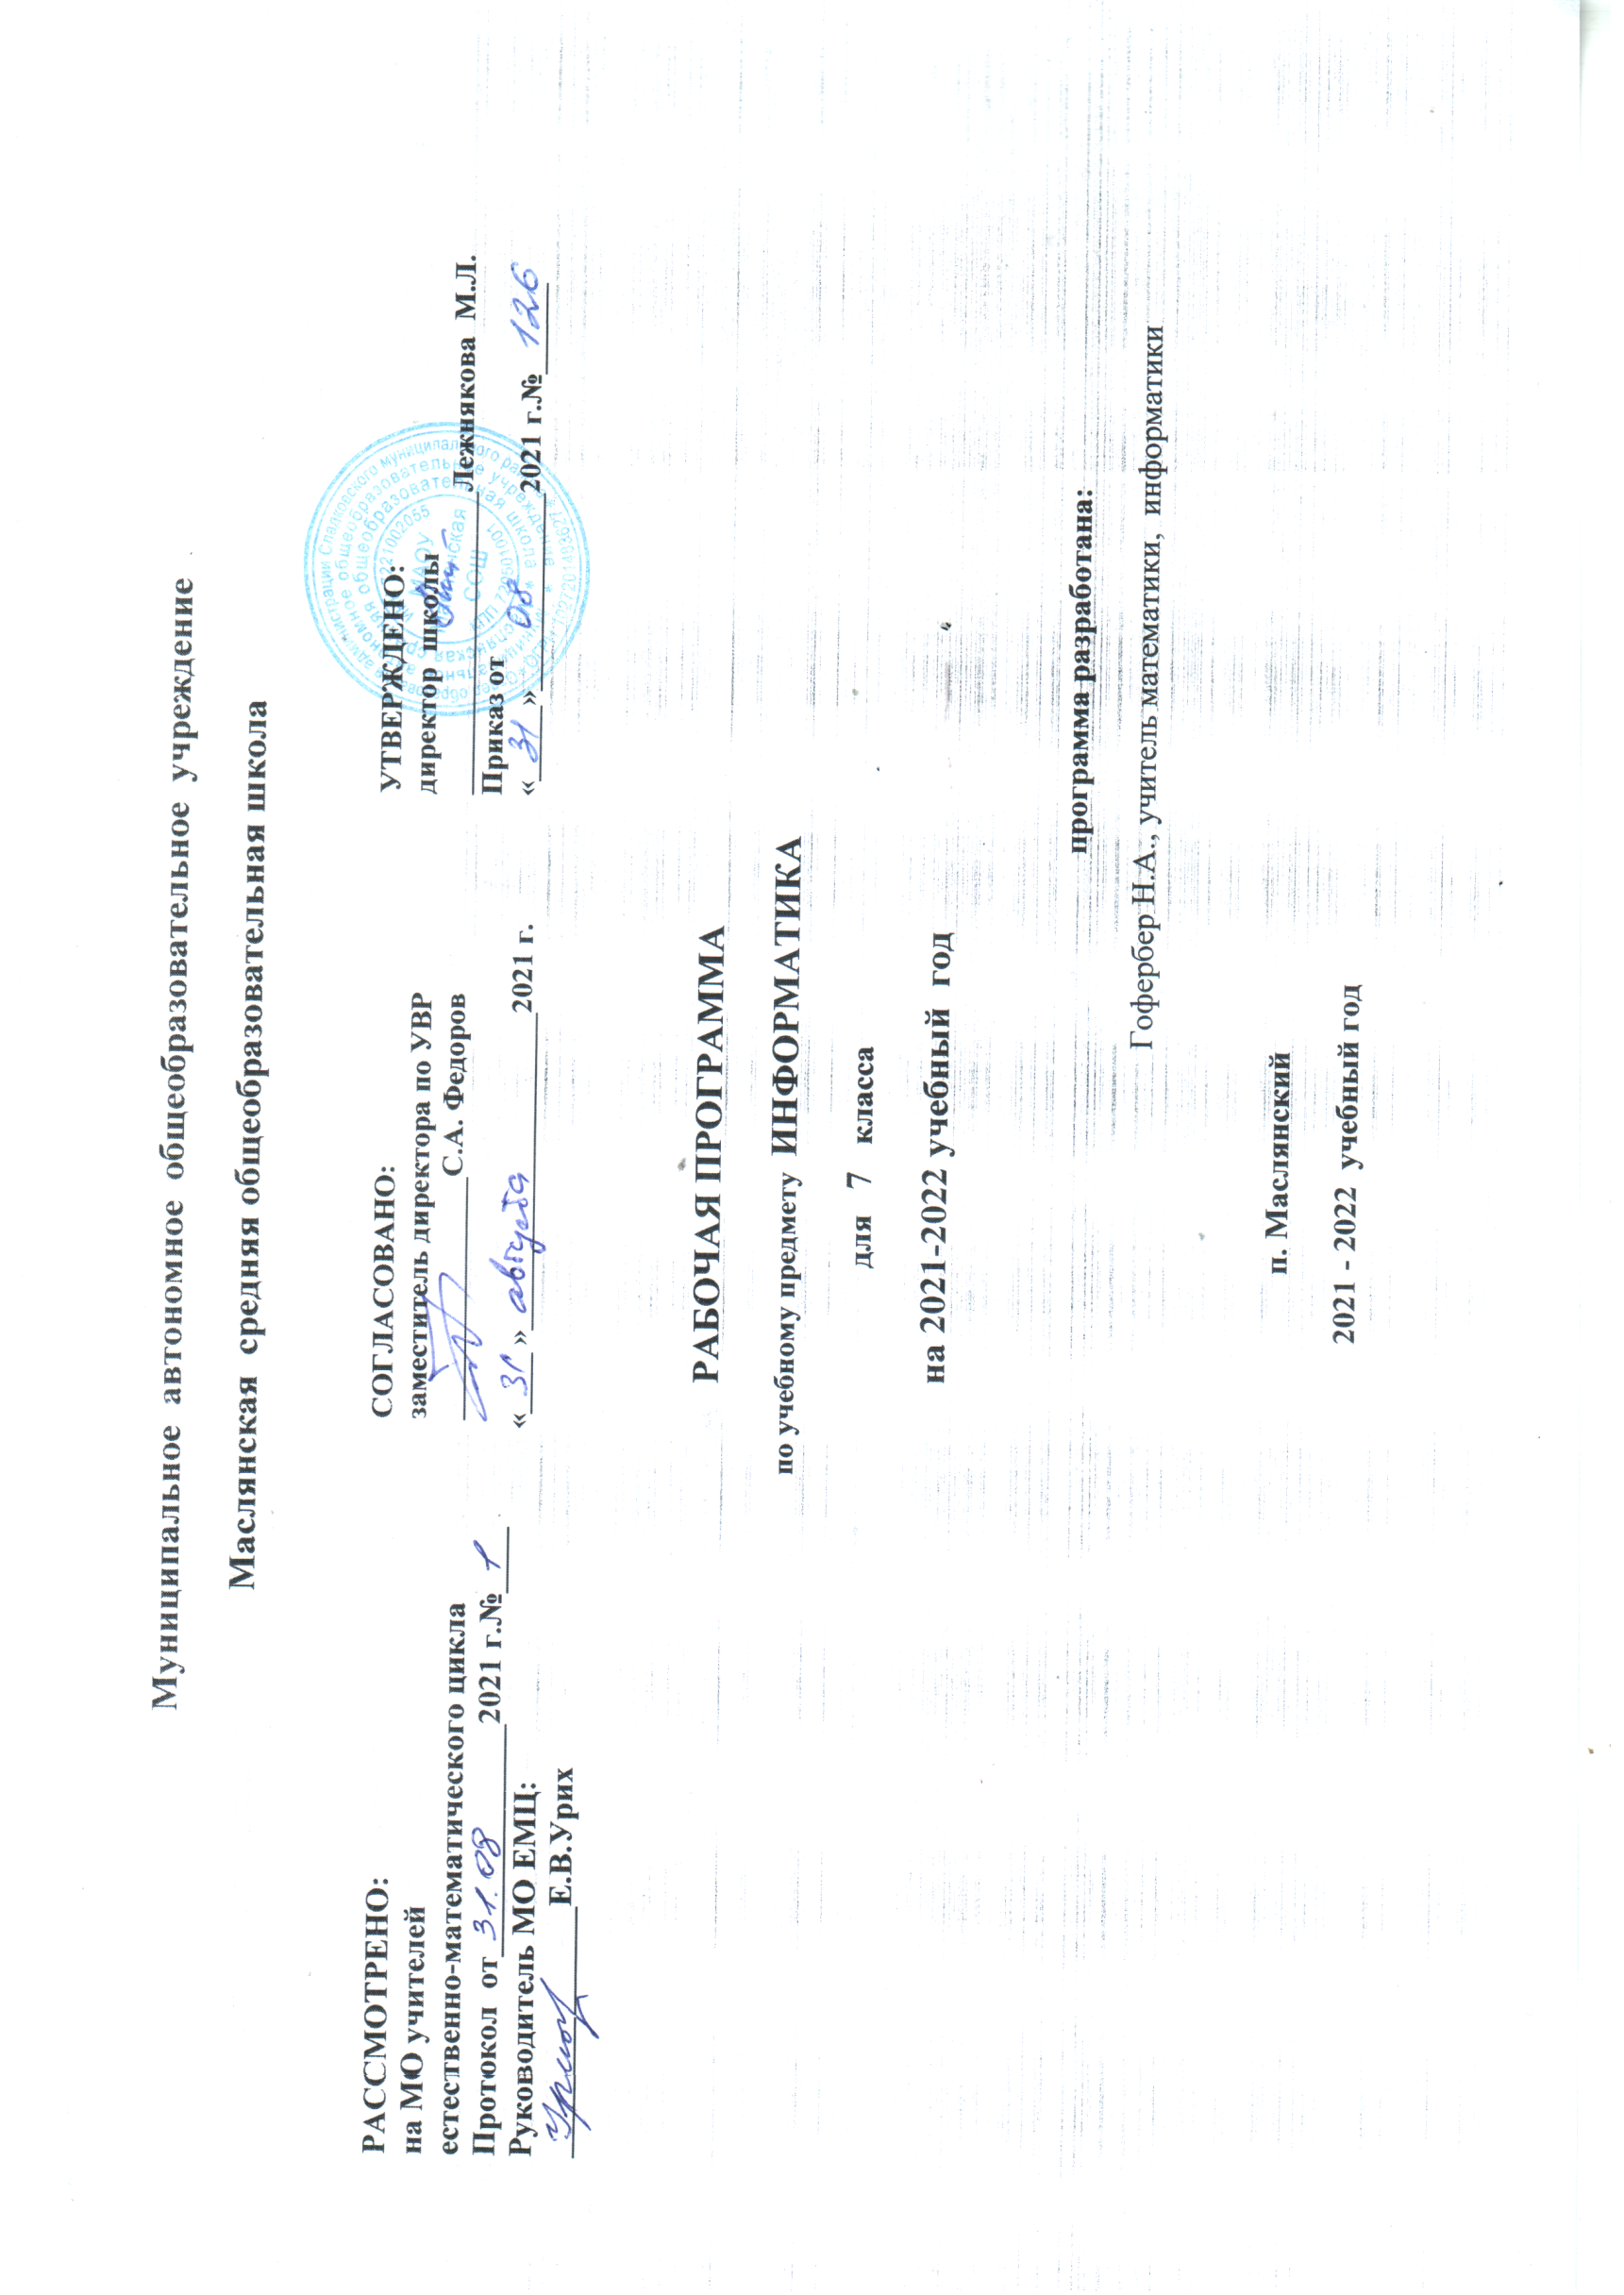 Муниципальное автономное общеобразовательное учреждение
Маслянская средняя общеобразовательная школа
РАССМОТРЕНО:
на МО учителей
естественно-математического цикла
Протокол от 31.08 2021 г.№ 1
Руководитель МО ЕМЦ:
Е.В.Урих
СОГЛАСОВАНО:
заместитель директора по УВР
С.А. Федоров
« 31 » августа 2021 г.
УТВЕРЖДЕНО:
директор школы
Лежнякова М.Л.
Приказ от
« 31 » 08 2021 г.№ 126
МАОУ
СОШ
РАБОЧАЯ ПРОГРАММА
по учебному предмету ИНФОРМАТИКА
для 7 класса
на 2021-2022 учебный год
программа разработана:
Гофербер Н.А., учитель математики, информатики
п. Маслянский
2021 - 2022 учебный год